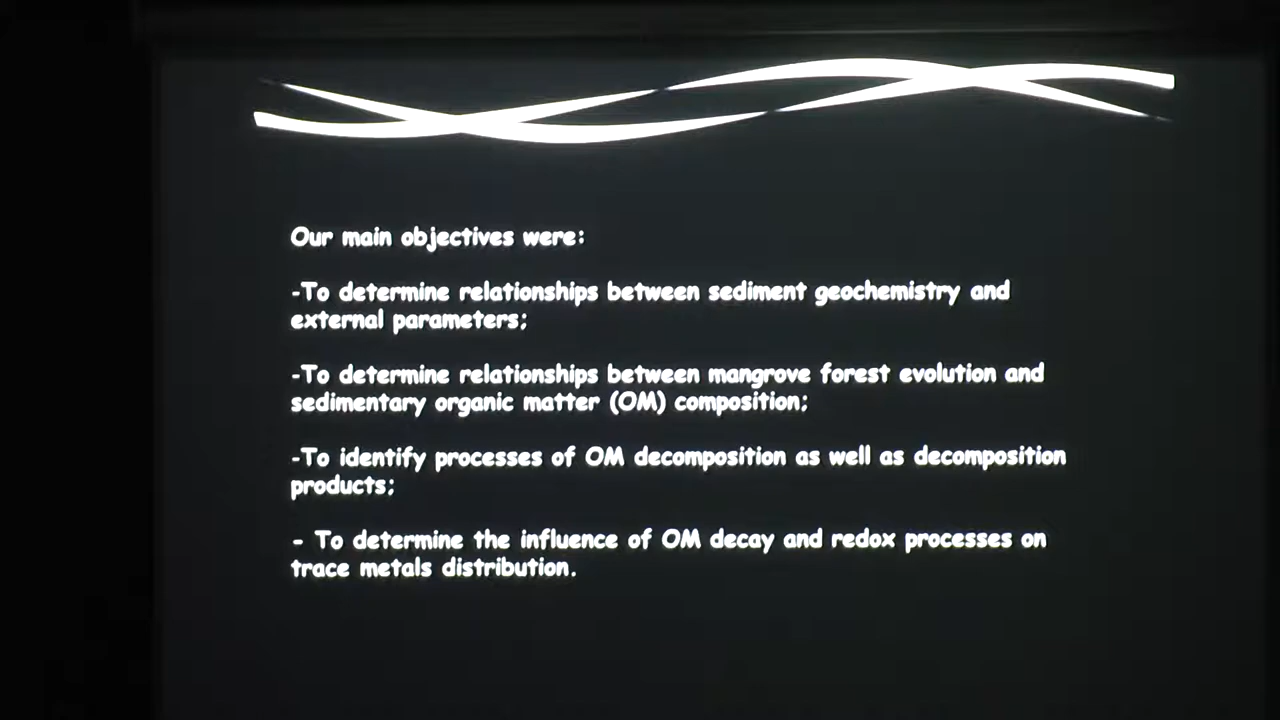 Our main objectives were:
-To determine relationships between sediment geochemistry and
external parameters;
-To determine relationships between mangrove forest evolution and
sedimentary organic matter (OM) composition;
-To identify processes of OM decomposition as well as decomposition
products;
- To determine the influence of OM decay and redox processes on
trace metals distribution.